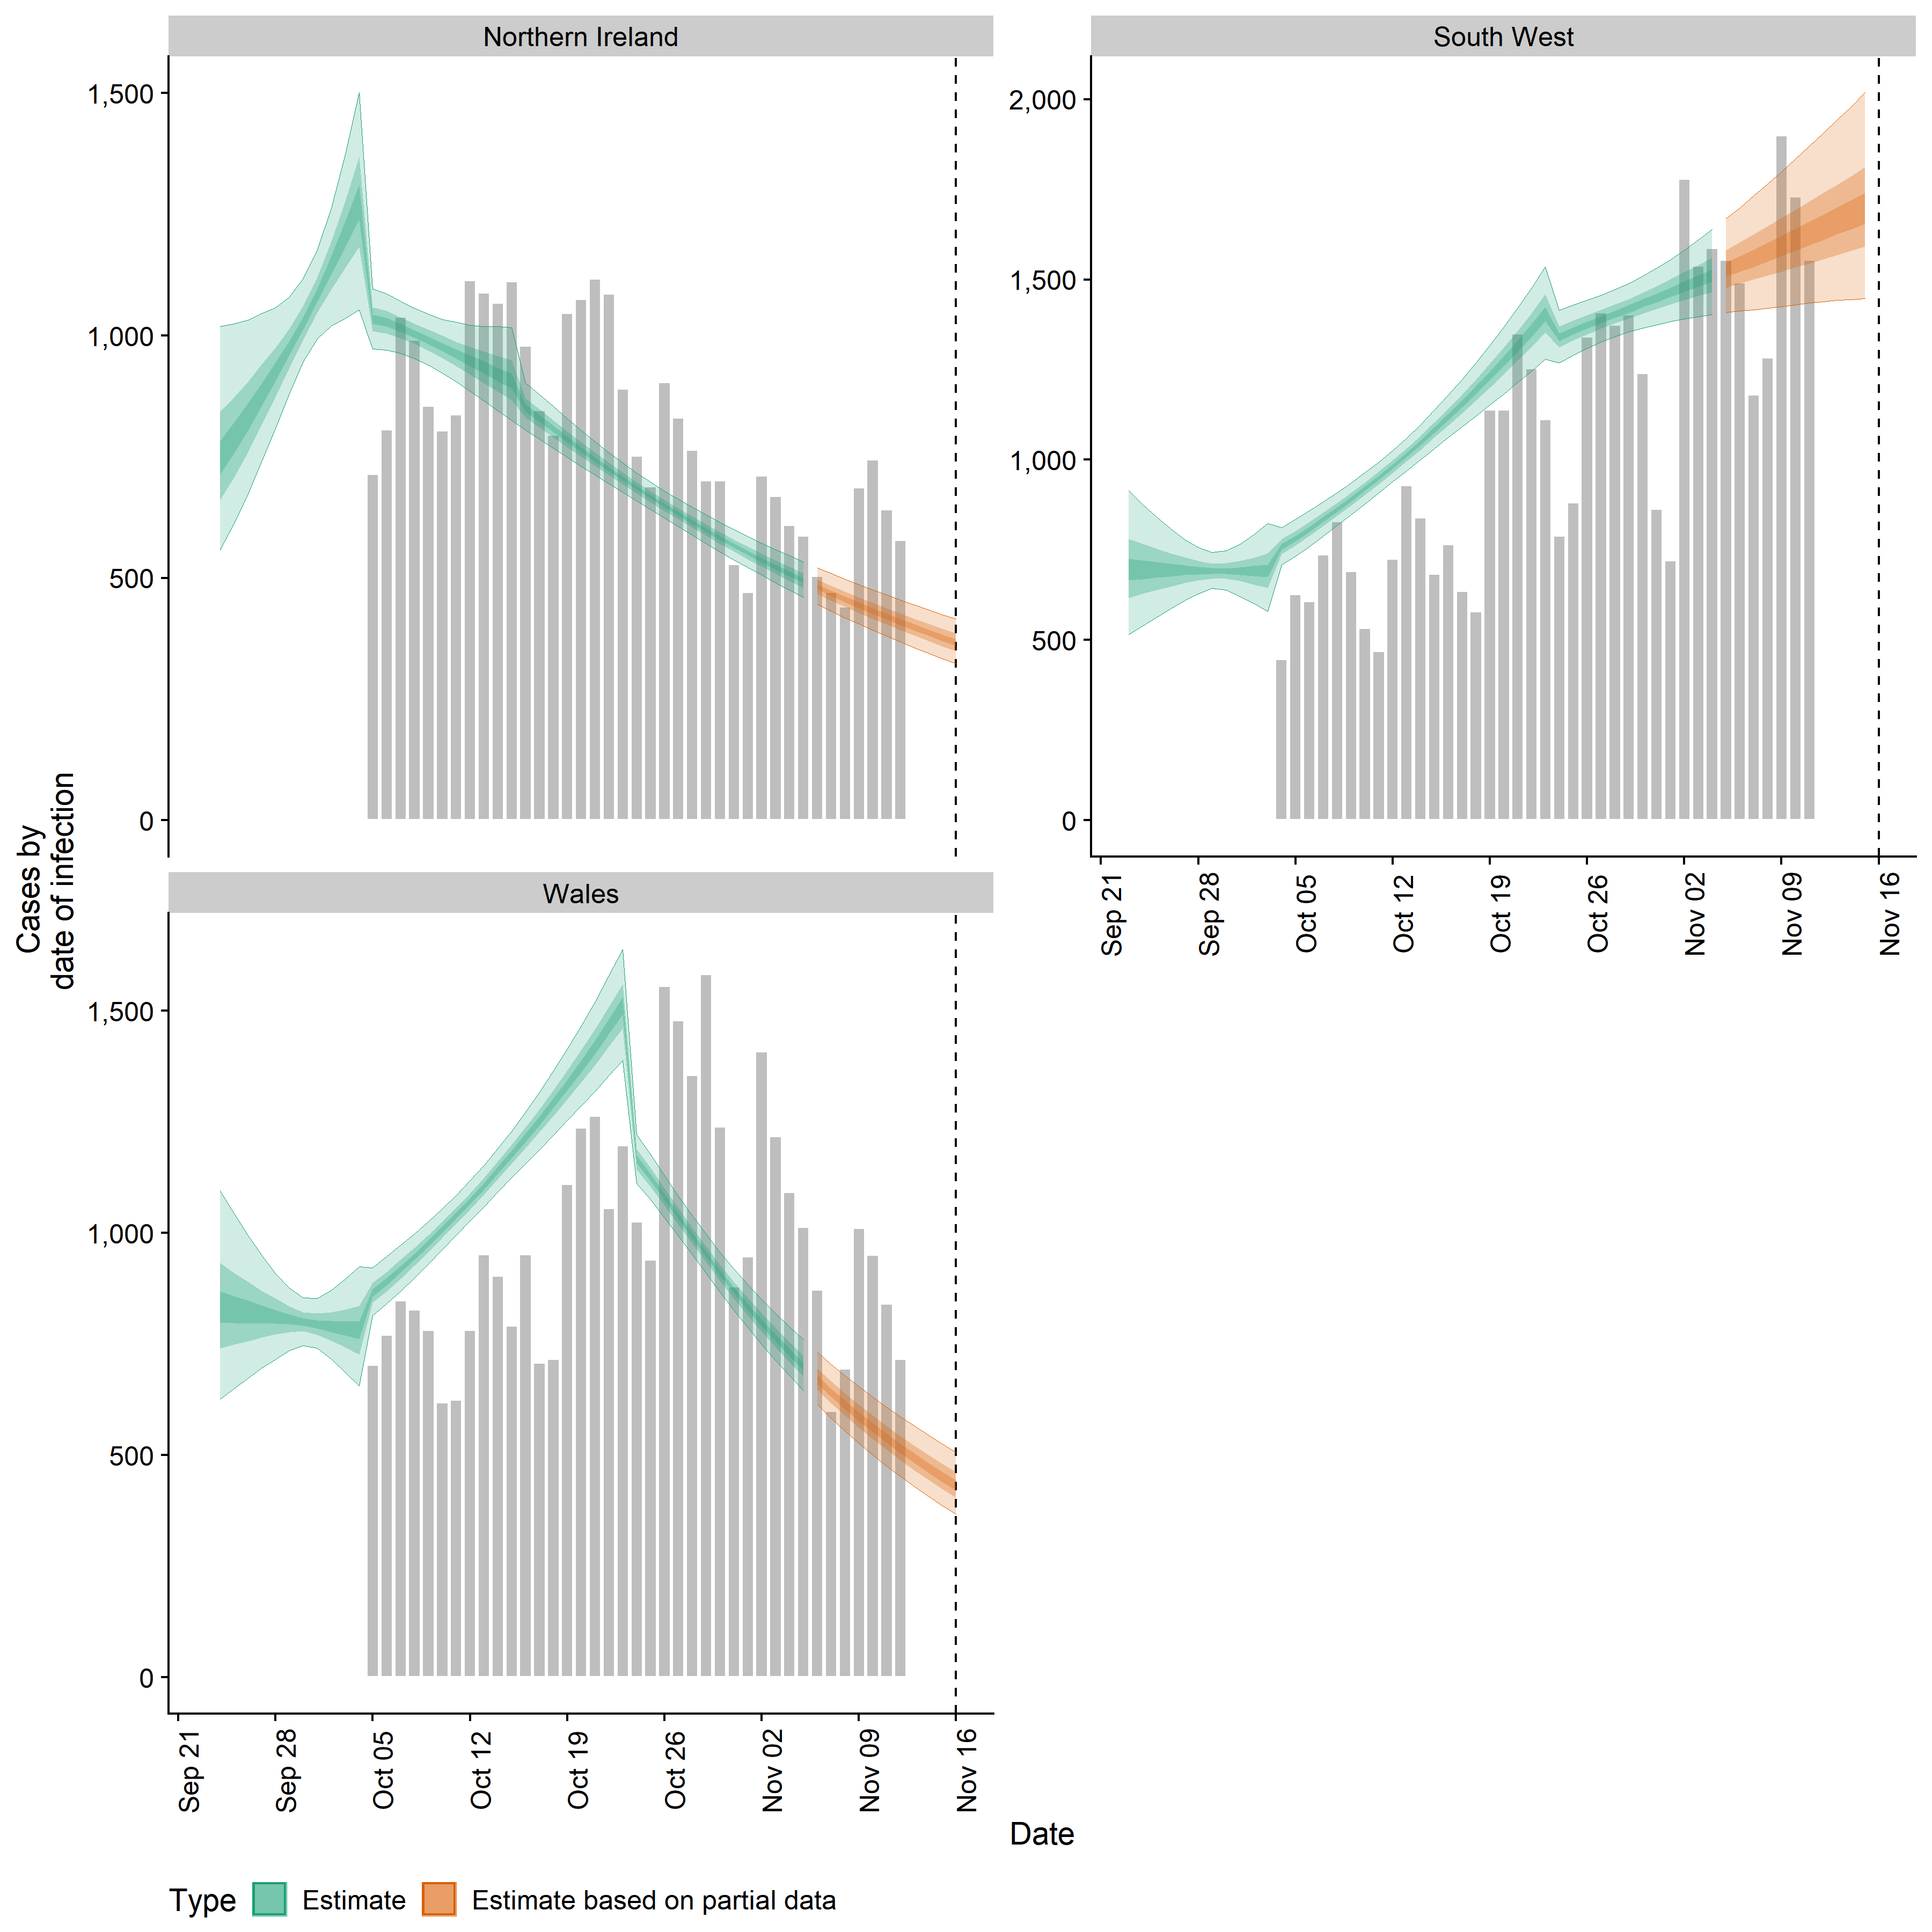 Northern Ireland
South West
1,500
1,000
500
0
2,000
1,500
1,000
500
0
Sep 21
Sep 28
Oct 05
Oct 12
Oct 19
Oct 26
Nov 02
Nov 09
Nov 16
Cases by
date of infection
Wales
1,500
1,000
500
0
Sep 21
Sep 28
Oct 05
Oct 12
Oct 19
Oct 26
Nov 02
Nov 09
Nov 16
Date
Type Estimate Estimate based on partial data